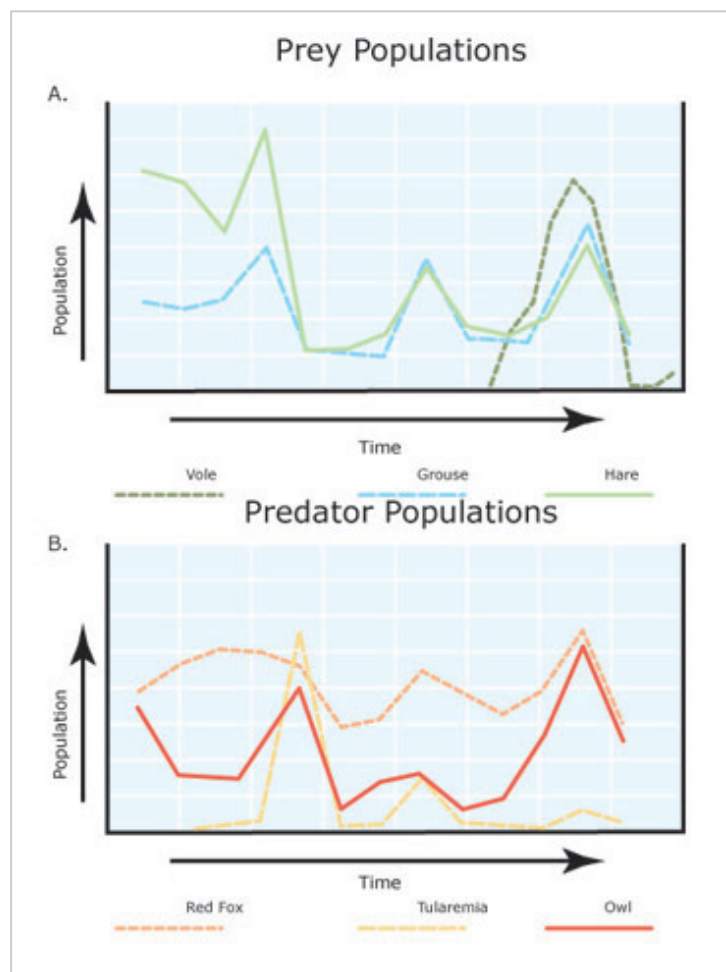 Prey Populations
A.
Population
Time
Vole Grouse Hare
Predator Populations
B.
Population
Time
Red Fox Tularemia Owl